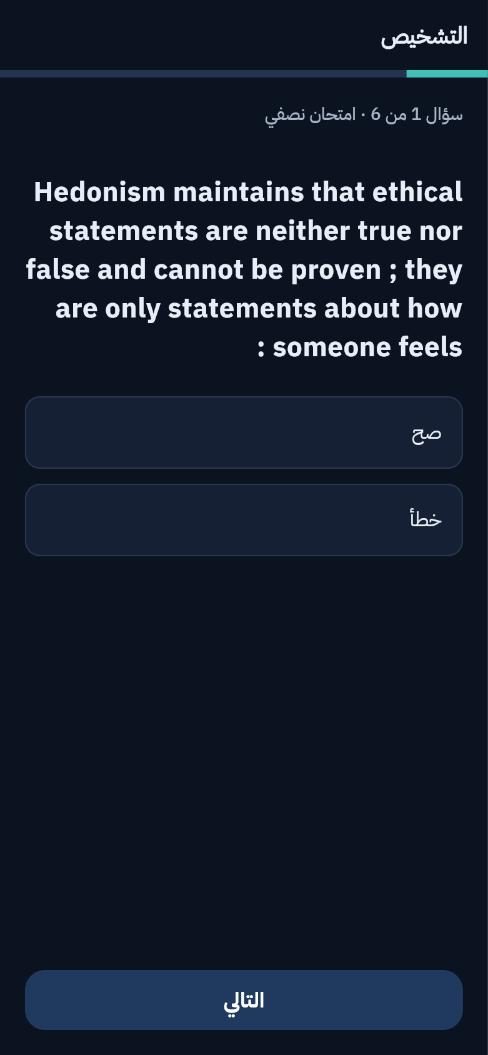 التشخيص
سؤال 1 من 6 · امتحان نصفي
Hedonism maintains that ethical
statements are neither true nor
false and cannot be proven ; they
are only statements about how
someone feels :
صح
خطأ
التالي